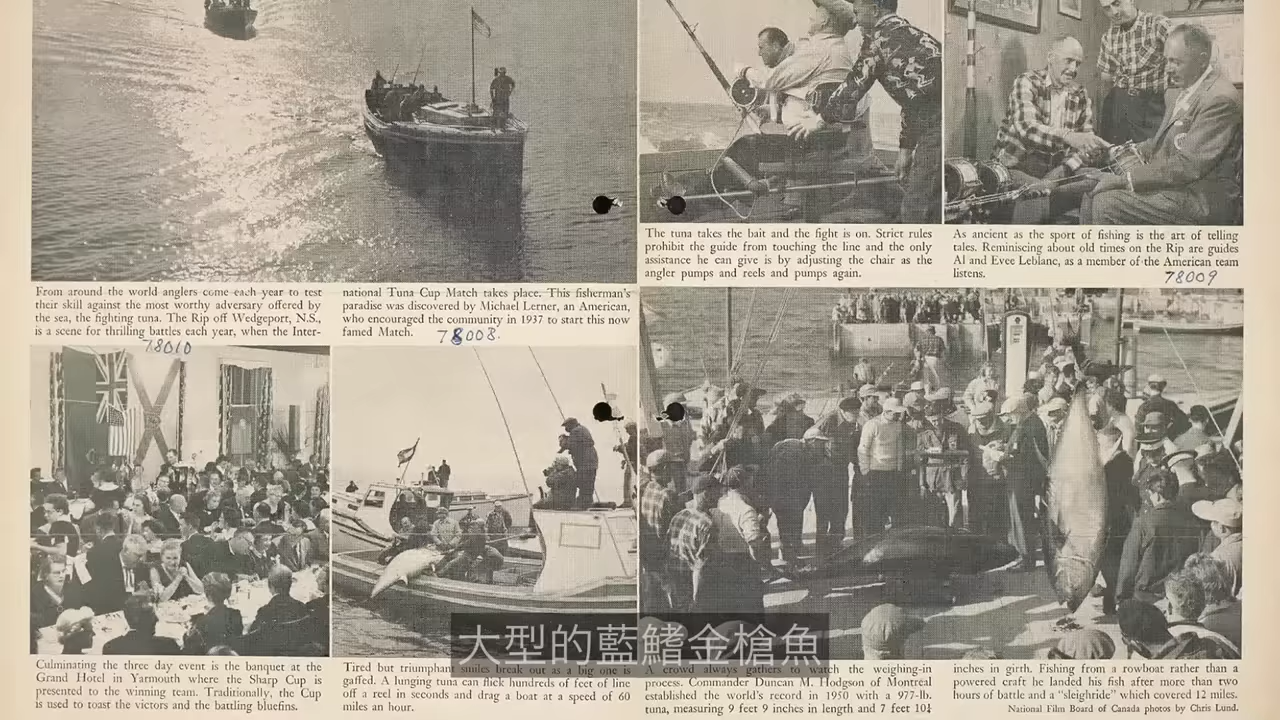 The tuna takes the bait and the fight is on. Strict rules
prohibit the guide from touching the line and the only
assistance he can give is by adjusting the chair as the
angler pumps and reels and pumps again.
As ancient as the sport of fishing is the art of telling
tales. Reminiscing about old times on the Rip are guides
Al and Evee Leblanc, as a member of the American team
listens.
78009
From around the world anglers come each year to test
their skill against the most worthy adversary offered by
the sea, the fighting tuna. The Rip off Wedgeport, N.S.,
is a scene for thrilling battles each year, when the Inter-
national Tuna Cup Match takes place. This fisherman's
paradise was discovered by Michael Lerner, an American,
who encouraged the community in 1937 to start this now
famed Match.
78010
78008.
大型的藍鰭金槍魚
Culminating the three day event is the banquet at the
Grand Hotel in Yarmouth where the Sharp Cup is
presented to the winning team. Traditionally, the Cup
is used to toast the victors and the battling bluefins.
Tired but triumphant smiles break out as a big one is
gaffed. A lunging tuna can flick hundreds of feet of line
off a reel in seconds and drag a boat at a speed of 60
miles an hour.
A crowd always gathers to watch the weighing-in
process. Commander Duncan M. Hodgson of Montreal
established the world's record in 1950 with a 977-lb.
tuna, measuring 9 feet 9 inches in length and 7 feet 10¼
inches in girth. Fishing from a rowboat rather than a
powered craft he landed his fish after more than two
hours of battle and a "sleighride" which covered 12 miles.
National Film Board of Canada photos by Chris Lund.